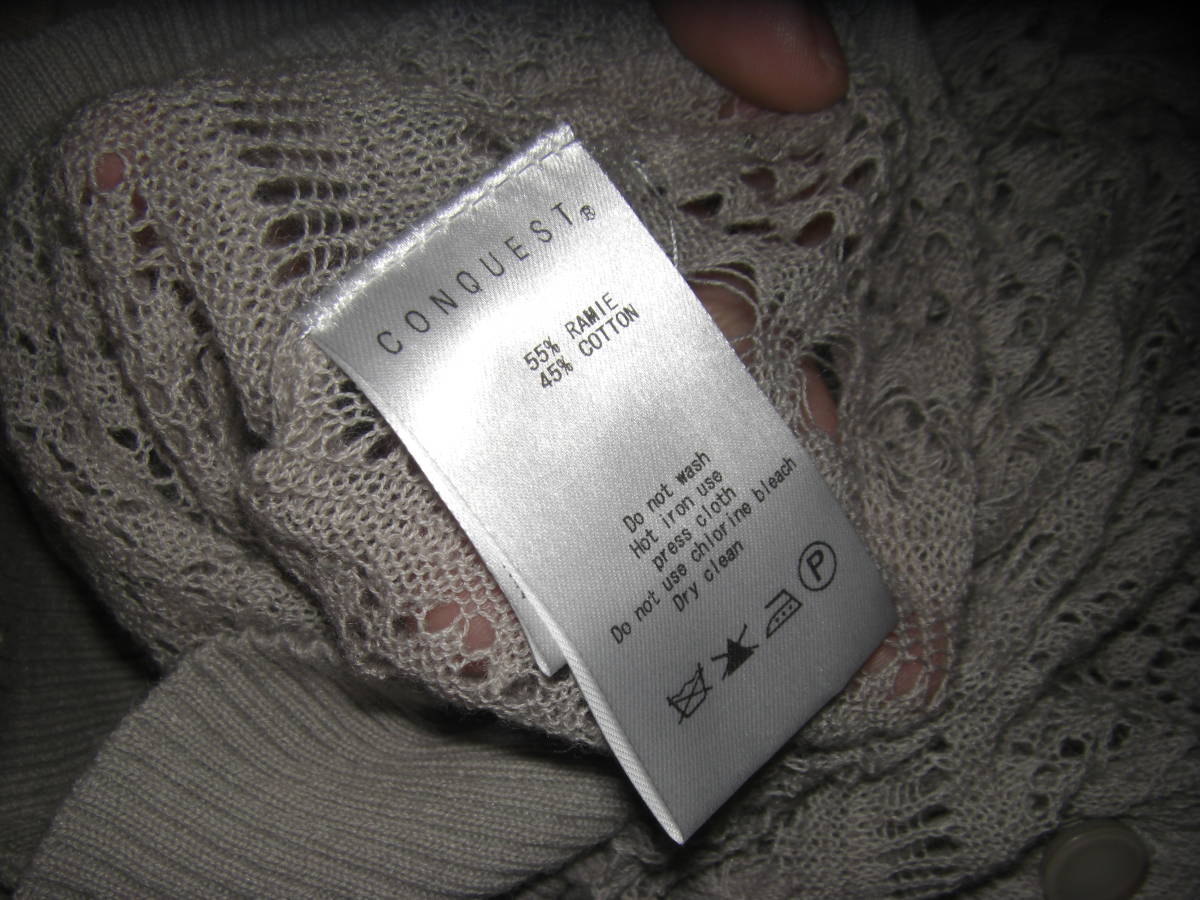 CONQUEST®
55% RAMIE
45% COTTON
Do not wash
Hot iron use
press cloth
Do not use chlorine bleach
Dry clean
P